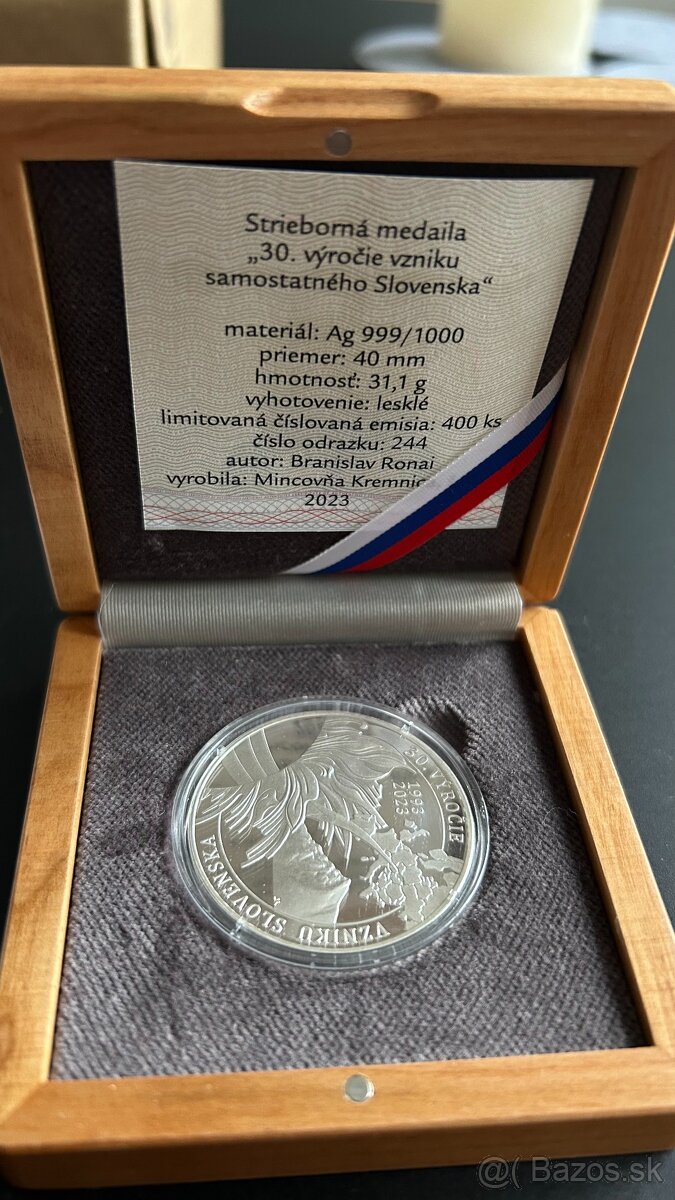 Strieborná medaila
„30. výročie vzniku
samostatného Slovenska“
materiál: Ag 999/1000
priemer: 40 mm
hmotnosť: 31,1 g
vyhotovenie: lesklé
limitovaná číslovaná emisia: 400 ks
číslo odrazku: 244
autor: Branislav Ronai
vyrobila: Mincovňa Kremnic
2023
30. VÝROČIE
1993
2023
VZNIKU SLOVENSKA
@( Bazos.sk